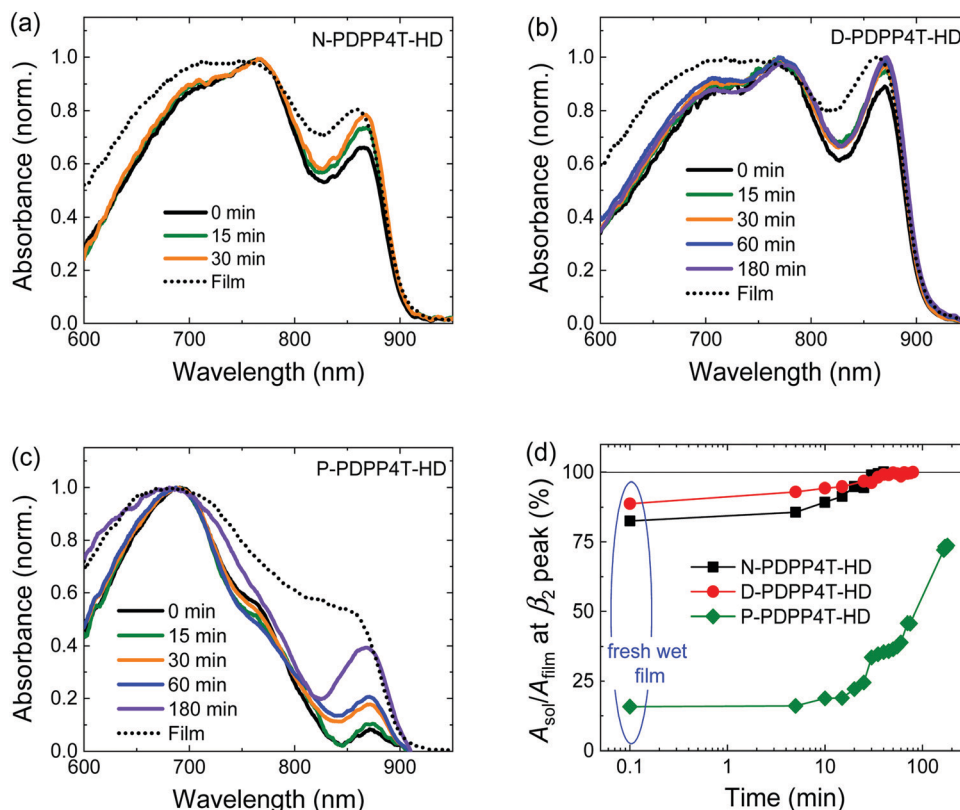 (a)
N-PDPP4T-HD
1.0
0.8
0.6
0.4
0.2
0.0
Absorbance (norm.)
0 min
15 min
30 min
Film
600 700 800 900
Wavelength (nm)
(b)
D-PDPP4T-HD
1.0
0.8
0.6
0.4
0.2
0.0
Absorbance (norm.)
0 min
15 min
30 min
60 min
180 min
Film
600 700 800 900
Wavelength (nm)
(c)
P-PDPP4T-HD
1.0
0.8
0.6
0.4
0.2
0.0
Absorbance (norm.)
0 min
15 min
30 min
60 min
180 min
Film
600 700 800 900
Wavelength (nm)
(d)
100
75
50
25
0
A_sol/A_film at β₂ peak (%)
N-PDPP4T-HD
D-PDPP4T-HD
P-PDPP4T-HD
fresh wet
film
0.1 1 10 100
Time (min)